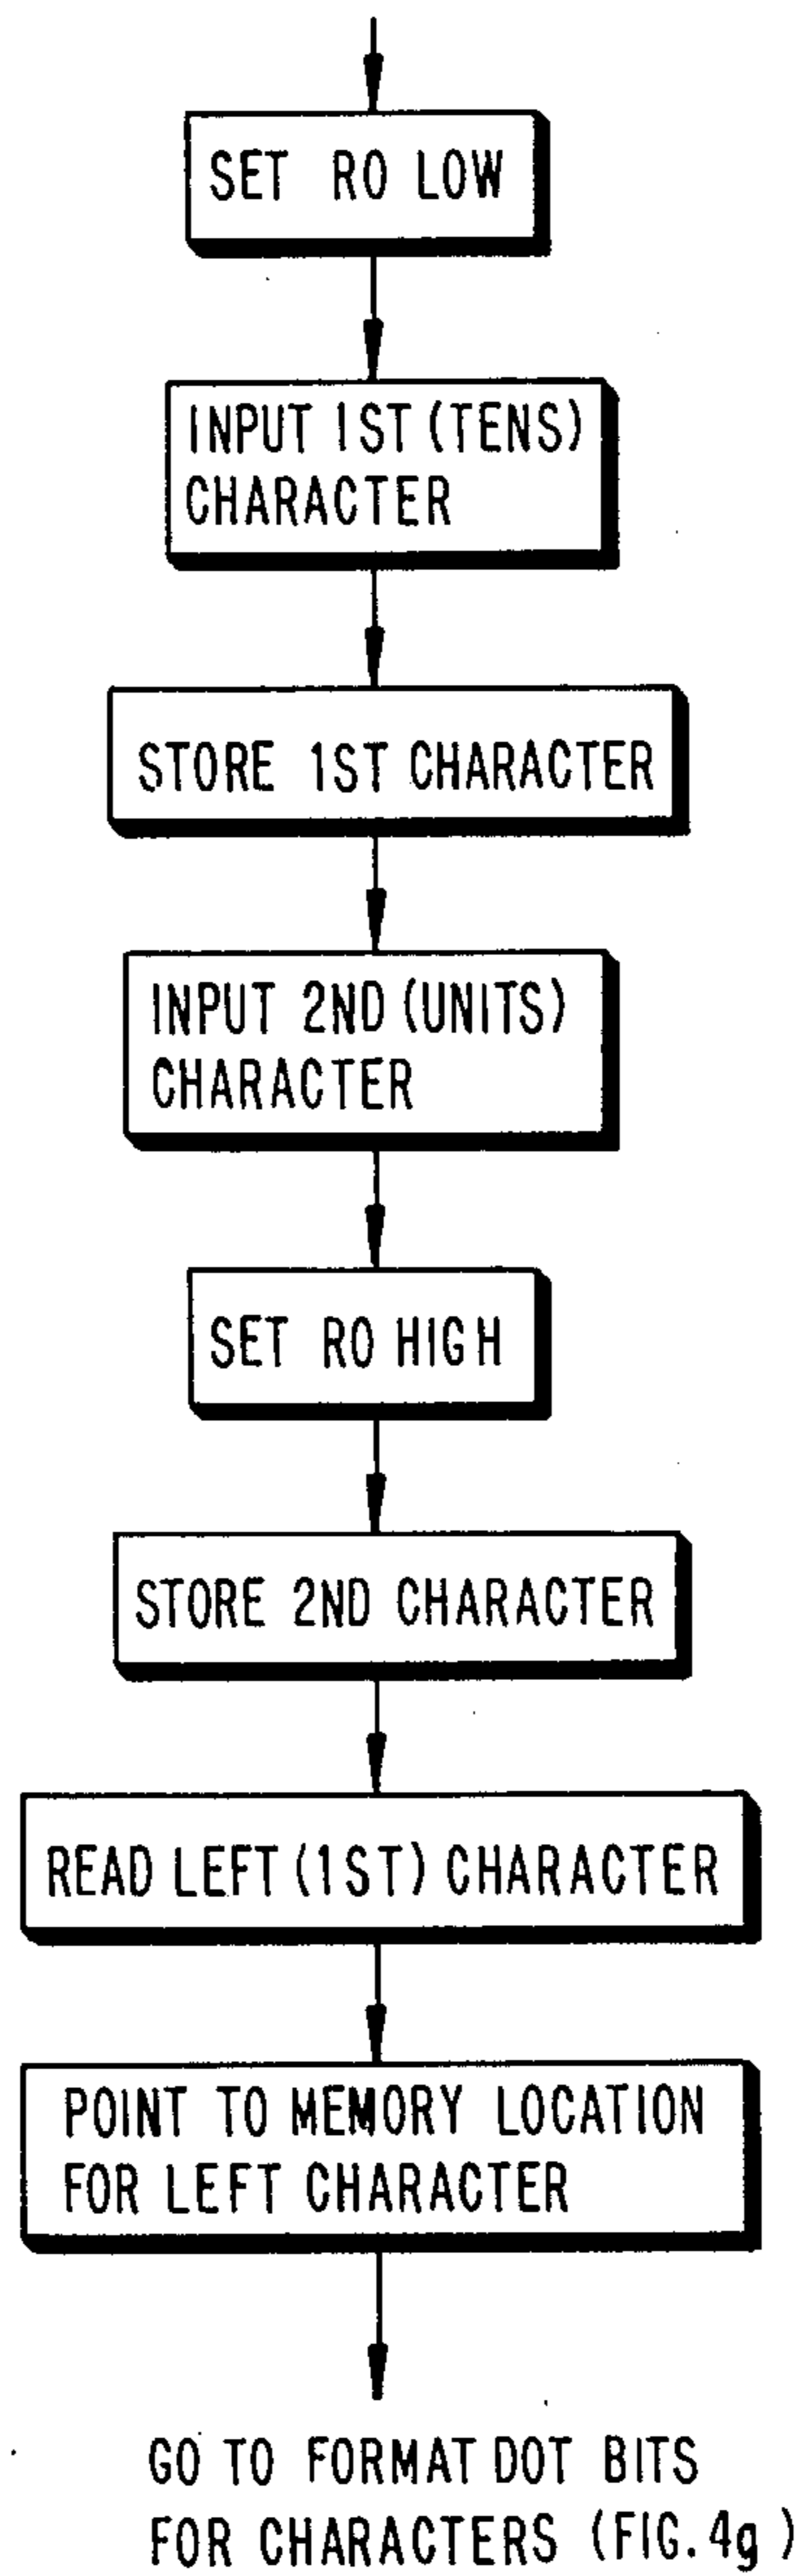 SET RO LOW
INPUT 1ST (TENS)
CHARACTER
STORE 1ST CHARACTER
INPUT 2ND (UNITS)
CHARACTER
SET RO HIGH
STORE 2ND CHARACTER
READ LEFT (1ST) CHARACTER
POINT TO MEMORY LOCATION
FOR LEFT CHARACTER
GO TO FORMAT DOT BITS
FOR CHARACTERS (FIG. 4g)